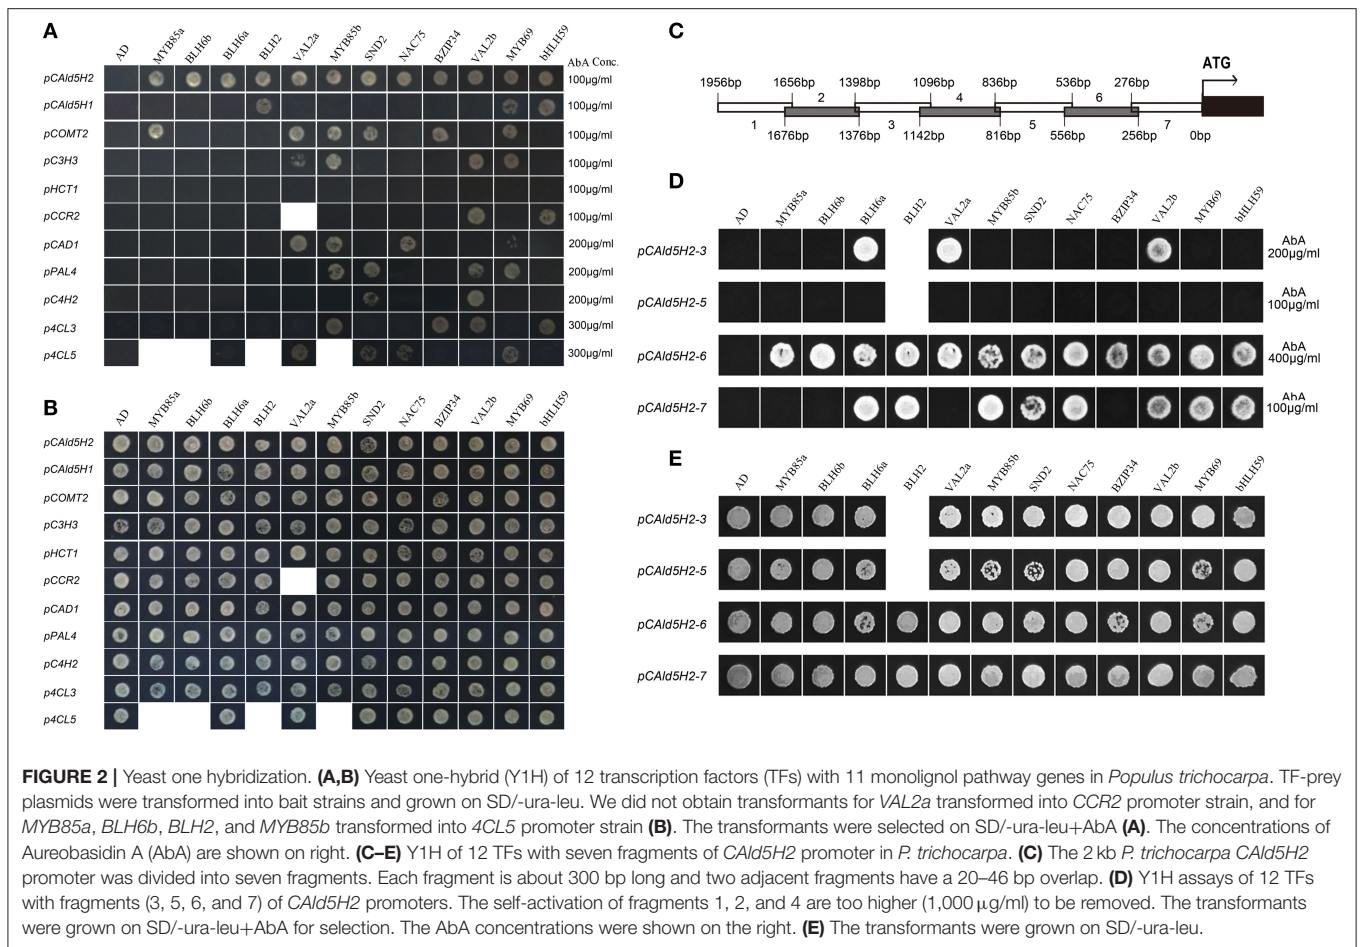 A
AD MYB85a BLH6b BLH6a BLH2 VAL2a MYB85b SND2 NAC75 BZIP34 VAL2b MYB69 bHLH59
AbA Conc.
pCAld5H2 100µg/ml
pCAld5H1 100µg/ml
pCOMT2 100µg/ml
pC3H3 100µg/ml
pHCT1 100µg/ml
pCCR2 100µg/ml
pCAD1 200µg/ml
pPAL4 200µg/ml
pC4H2 200µg/ml
p4CL3 300µg/ml
p4CL5 300µg/ml
B
AD MYB85a BLH6b BLH6a BLH2 VAL2a MYB85b SND2 NAC75 BZIP34 VAL2b MYB69 bHLH59
pCAld5H2
pCAld5H1
pCOMT2
pC3H3
pHCT1
pCCR2
pCAD1
pPAL4
pC4H2
p4CL3
p4CL5
C
ATG
1956bp 1656bp 1398bp 1096bp 836bp 536bp 276bp
2 4 6
1 3 5 7
1676bp 1376bp 1142bp 816bp 556bp 256bp 0bp
D
AD MYB85a BLH6b BLH6a BLH2 VAL2a MYB85b SND2 NAC75 BZIP34 VAL2b MYB69 bHLH59
pCAld5H2-3 AbA 200µg/ml
pCAld5H2-5 AbA 100µg/ml
pCAld5H2-6 AbA 400µg/ml
pCAld5H2-7 AbA 100µg/ml
E
AD MYB85a BLH6b BLH6a BLH2 VAL2a MYB85b SND2 NAC75 BZIP34 VAL2b MYB69 bHLH59
pCAld5H2-3
pCAld5H2-5
pCAld5H2-6
pCAld5H2-7
FIGURE 2 | Yeast one hybridization. (A,B) Yeast one-hybrid (Y1H) of 12 transcription factors (TFs) with 11 monolignol pathway genes in Populus trichocarpa. TF-prey
plasmids were transformed into bait strains and grown on SD/-ura-leu. We did not obtain transformants for VAL2a transformed into CCR2 promoter strain, and for
MYB85a, BLH6b, BLH2, and MYB85b transformed into 4CL5 promoter strain (B). The transformants were selected on SD/-ura-leu+AbA (A). The concentrations of
Aureobasidin A (AbA) are shown on right. (C–E) Y1H of 12 TFs with seven fragments of CAld5H2 promoter in P. trichocarpa. (C) The 2 kb P. trichocarpa CAld5H2
promoter was divided into seven fragments. Each fragment is about 300 bp long and two adjacent fragments have a 20–46 bp overlap. (D) Y1H assays of 12 TFs
with fragments (3, 5, 6, and 7) of CAld5H2 promoters. The self-activation of fragments 1, 2, and 4 are too higher (1,000 µg/ml) to be removed. The transformants
were grown on SD/-ura-leu+AbA for selection. The AbA concentrations were shown on the right. (E) The transformants were grown on SD/-ura-leu.